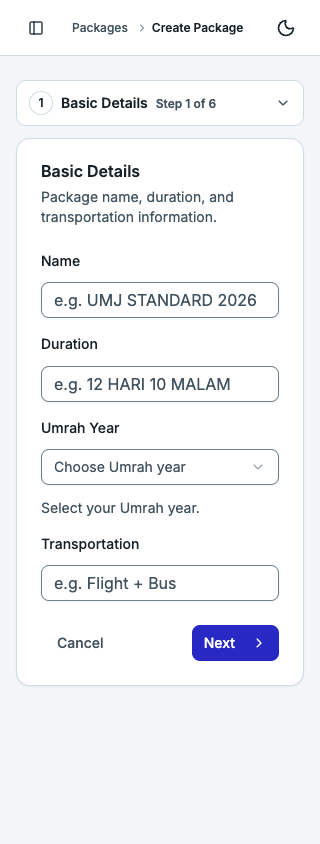 Packages > Create Package
1 Basic Details Step 1 of 6
Basic Details
Package name, duration, and
transportation information.
Name
e.g. UMJ STANDARD 2026
Duration
e.g. 12 HARI 10 MALAM
Umrah Year
Choose Umrah year
Select your Umrah year.
Transportation
e.g. Flight + Bus
Cancel
Next